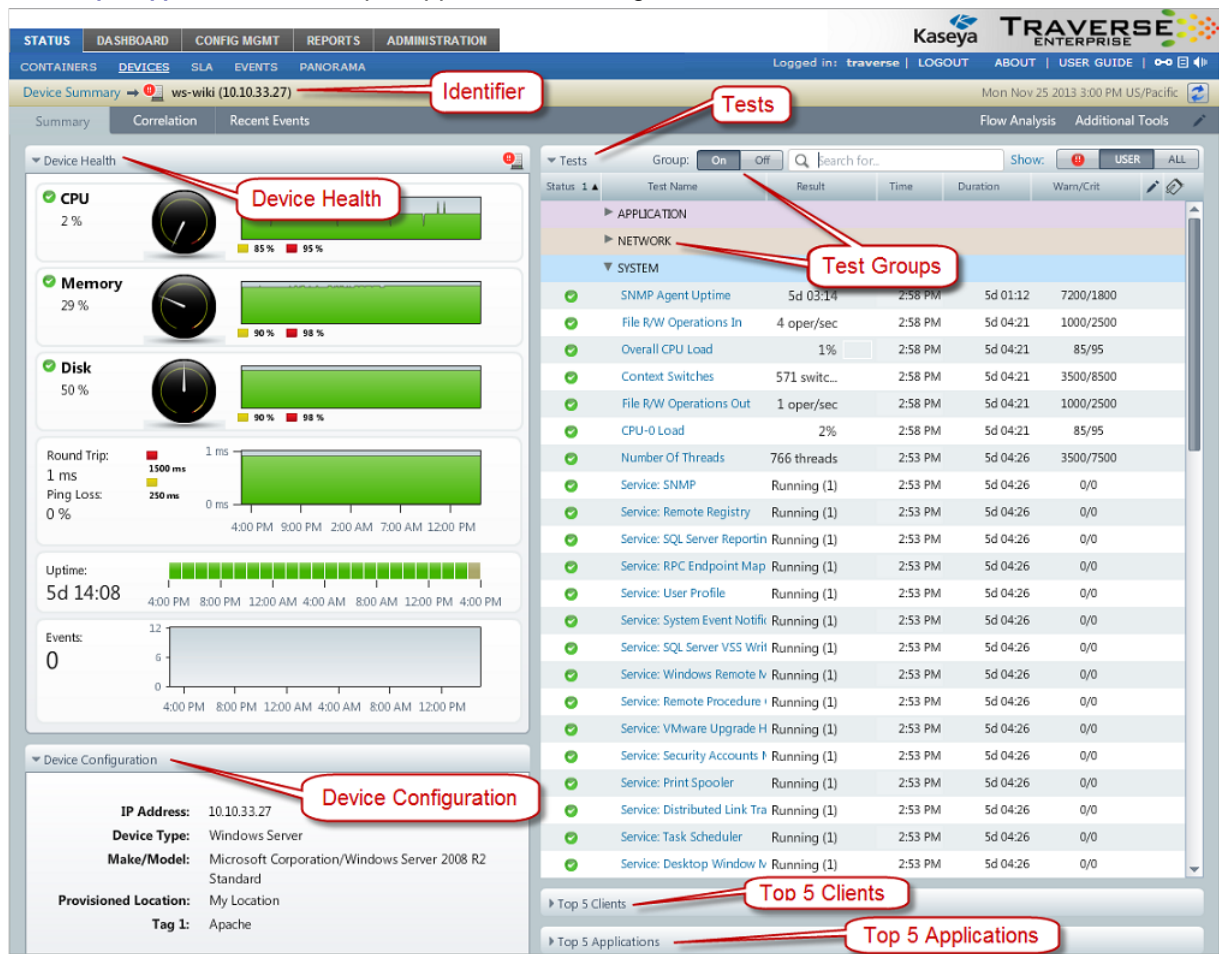 STATUS DASHBOARD CONFIG MGMT REPORTS ADMINISTRATION
Kaseya TRAVERSE ENTERPRISE
CONTAINERS DEVICES SLA EVENTS PANORAMA
Logged in: traverse | LOGOUT ABOUT | USER GUIDE |
Device Summary ws-wiki (10.10.33.27)
Identifier
Mon Nov 25 2013 3:00 PM US/Pacific
Summary Correlation Recent Events
Tests
Flow Analysis Additional Tools
Device Health
Device Health
CPU
2 %
85 % 95 %
Memory
29 %
90 % 98 %
Disk
50 %
90 % 98 %
Round Trip:
1 ms
Ping Loss:
0 %
1500 ms
250 ms
1 ms
0 ms
4:00 PM 9:00 PM 2:00 AM 7:00 AM 12:00 PM
Uptime:
5d 14:08
4:00 PM 8:00 PM 12:00 AM 4:00 AM 8:00 AM 12:00 PM 4:00 PM
Events:
0
12
6
0
4:00 PM 8:00 PM 12:00 AM 4:00 AM 8:00 AM 12:00 PM
Device Configuration
Device Configuration
IP Address: 10.10.33.27
Device Type: Windows Server
Make/Model: Microsoft Corporation/Windows Server 2008 R2
Standard
Provisioned Location: My Location
Tag 1: Apache
Tests Group: On Off Search for... Show: USER ALL
Status 1 Test Name Result Time Duration Warn/Crit
APPLICATION
NETWORK
Test Groups
SYSTEM
SNMP Agent Uptime 5d 03:14 2:58 PM 5d 01:12 7200/1800
File R/W Operations In 4 oper/sec 2:58 PM 5d 04:21 1000/2500
Overall CPU Load 1% 2:58 PM 5d 04:21 85/95
Context Switches 571 switc... 2:58 PM 5d 04:21 3500/8500
File R/W Operations Out 1 oper/sec 2:58 PM 5d 04:21 1000/2500
CPU-0 Load 2% 2:58 PM 5d 04:21 85/95
Number Of Threads 766 threads 2:53 PM 5d 04:26 3500/7500
Service: SNMP Running (1) 2:53 PM 5d 04:26 0/0
Service: Remote Registry Running (1) 2:53 PM 5d 04:26 0/0
Service: SQL Server Reportin Running (1) 2:53 PM 5d 04:26 0/0
Service: RPC Endpoint Map Running (1) 2:53 PM 5d 04:26 0/0
Service: User Profile Running (1) 2:53 PM 5d 04:26 0/0
Service: System Event Notific Running (1) 2:53 PM 5d 04:26 0/0
Service: SQL Server VSS Writ Running (1) 2:53 PM 5d 04:26 0/0
Service: Windows Remote M Running (1) 2:53 PM 5d 04:26 0/0
Service: Remote Procedure Running (1) 2:53 PM 5d 04:26 0/0
Service: VMware Upgrade H Running (1) 2:53 PM 5d 04:26 0/0
Service: Security Accounts M Running (1) 2:53 PM 5d 04:26 0/0
Service: Print Spooler Running (1) 2:53 PM 5d 04:26 0/0
Service: Distributed Link Tra Running (1) 2:53 PM 5d 04:26 0/0
Service: Task Scheduler Running (1) 2:53 PM 5d 04:26 0/0
Service: Desktop Window M Running (1) 2:53 PM 5d 04:26 0/0
Top 5 Clients
Top 5 Clients
Top 5 Applications
Top 5 Applications